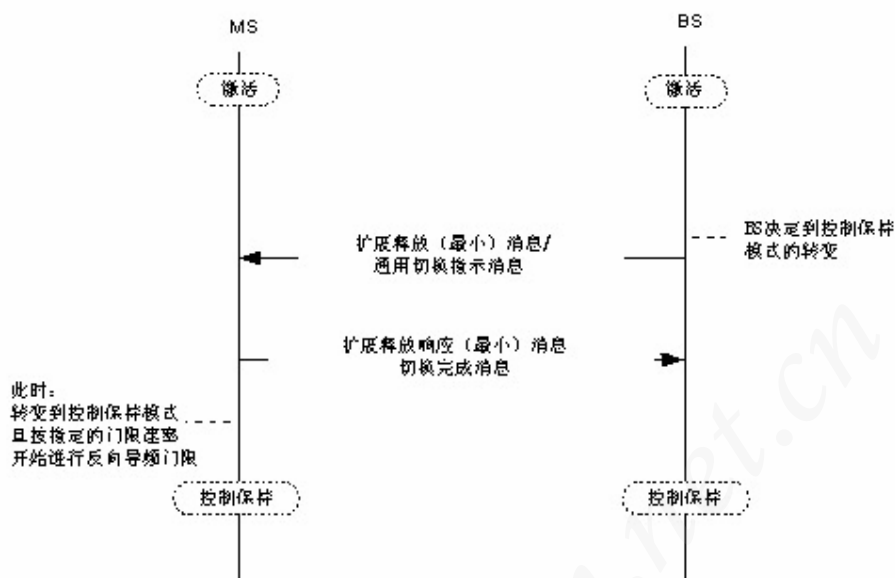 MS
BS
激活
激活
BS决定到控制保持
模式的转变
扩展释放（最小）消息/
通用切换指示消息
扩展释放响应（最小）消息
切换完成消息
此时：
转变到控制保持模式
且按指定的门限速率
开始进行反向导频门限
控制保持
控制保持
.net.cn